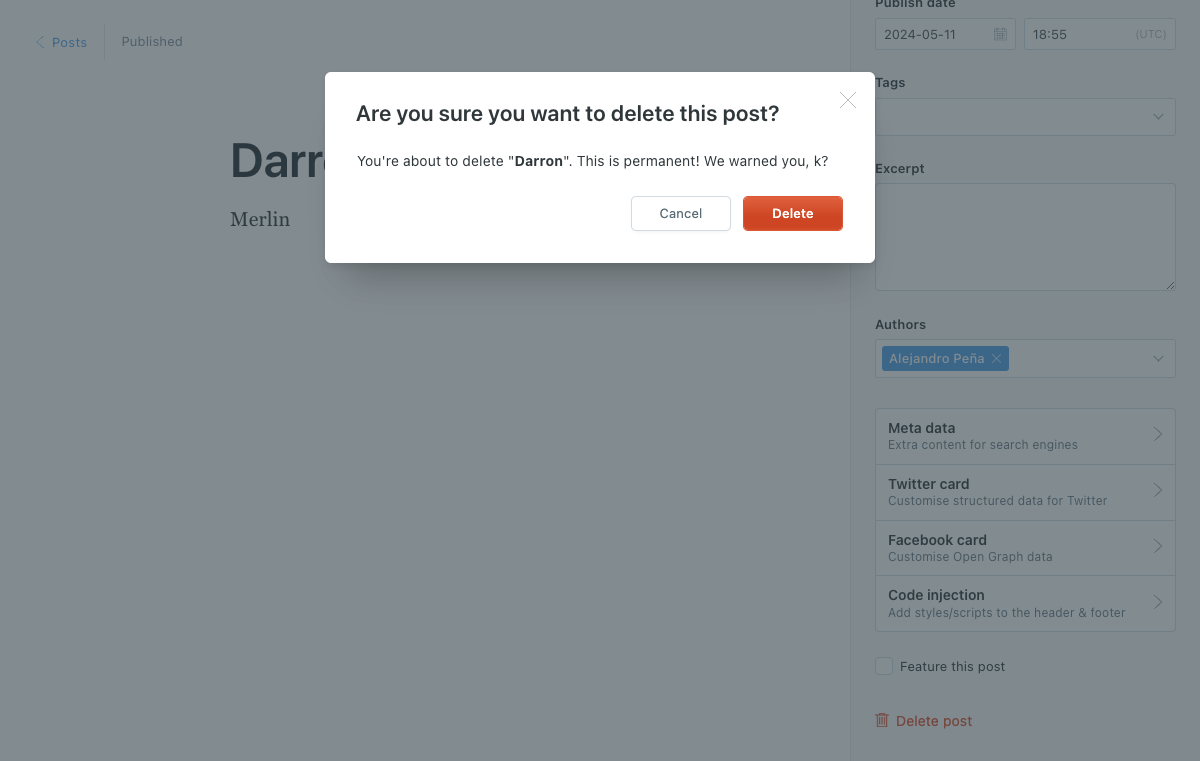 Posts
Published
Darr
Merlin
Are you sure you want to delete this post?
You're about to delete "Darron". This is permanent! We warned you, k?
Cancel
Delete
Publish date
2024-05-11
18:55
(UTC)
Tags
Excerpt
Authors
Alejandro Peña
Meta data
Extra content for search engines
Twitter card
Customise structured data for Twitter
Facebook card
Customise Open Graph data
Code injection
Add styles/scripts to the header & footer
Feature this post
Delete post